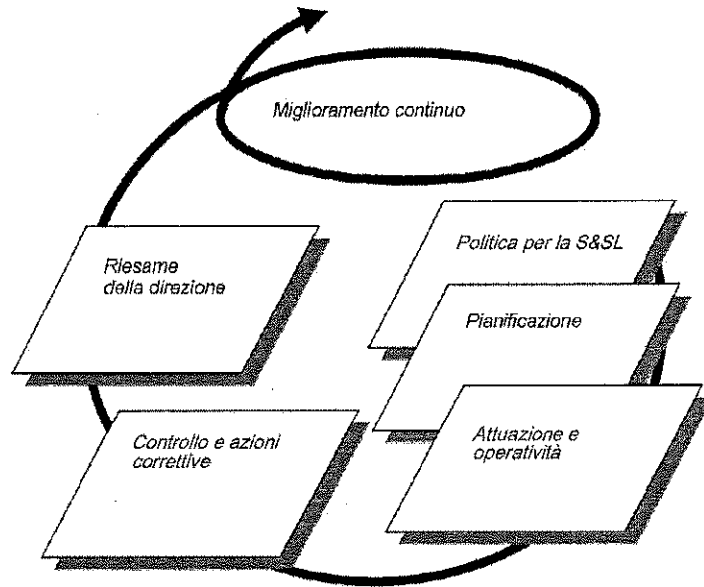 Miglioramento continuo
Politica per la S&SL
Pianificazione
Attuazione e
operatività
Controllo e azioni
correttive
Riesame
della direzione